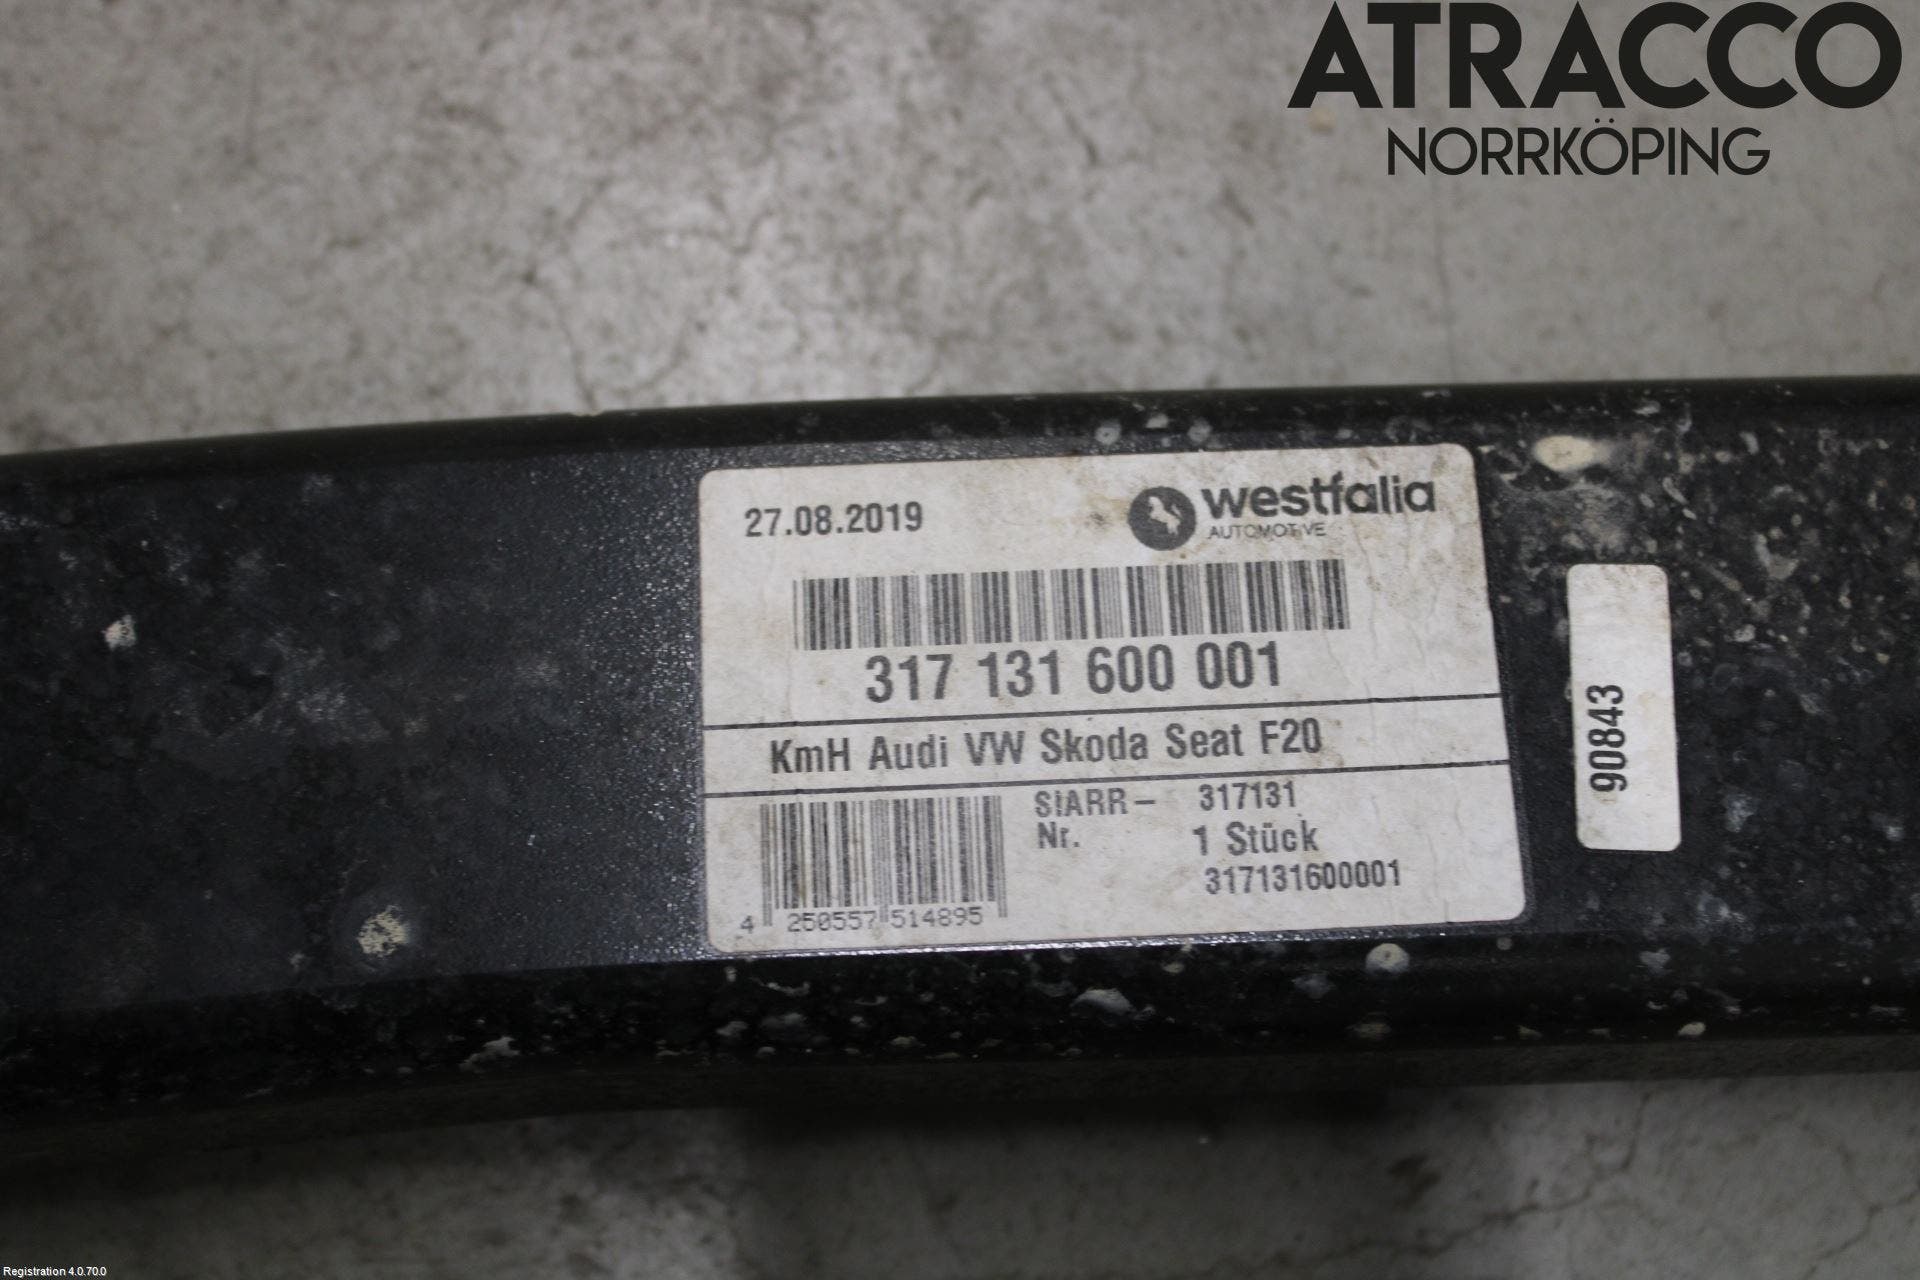 ATRACCO
NORRKÖPING
27.08.2019
westfalia
AUTOMOTIVE
317 131 600 001
KmH Audi VW Skoda Seat F20
SIARR- 317131
Nr. 1 Stück
317131600001
4 250557 514895
90843
Registration 4.0.70.0